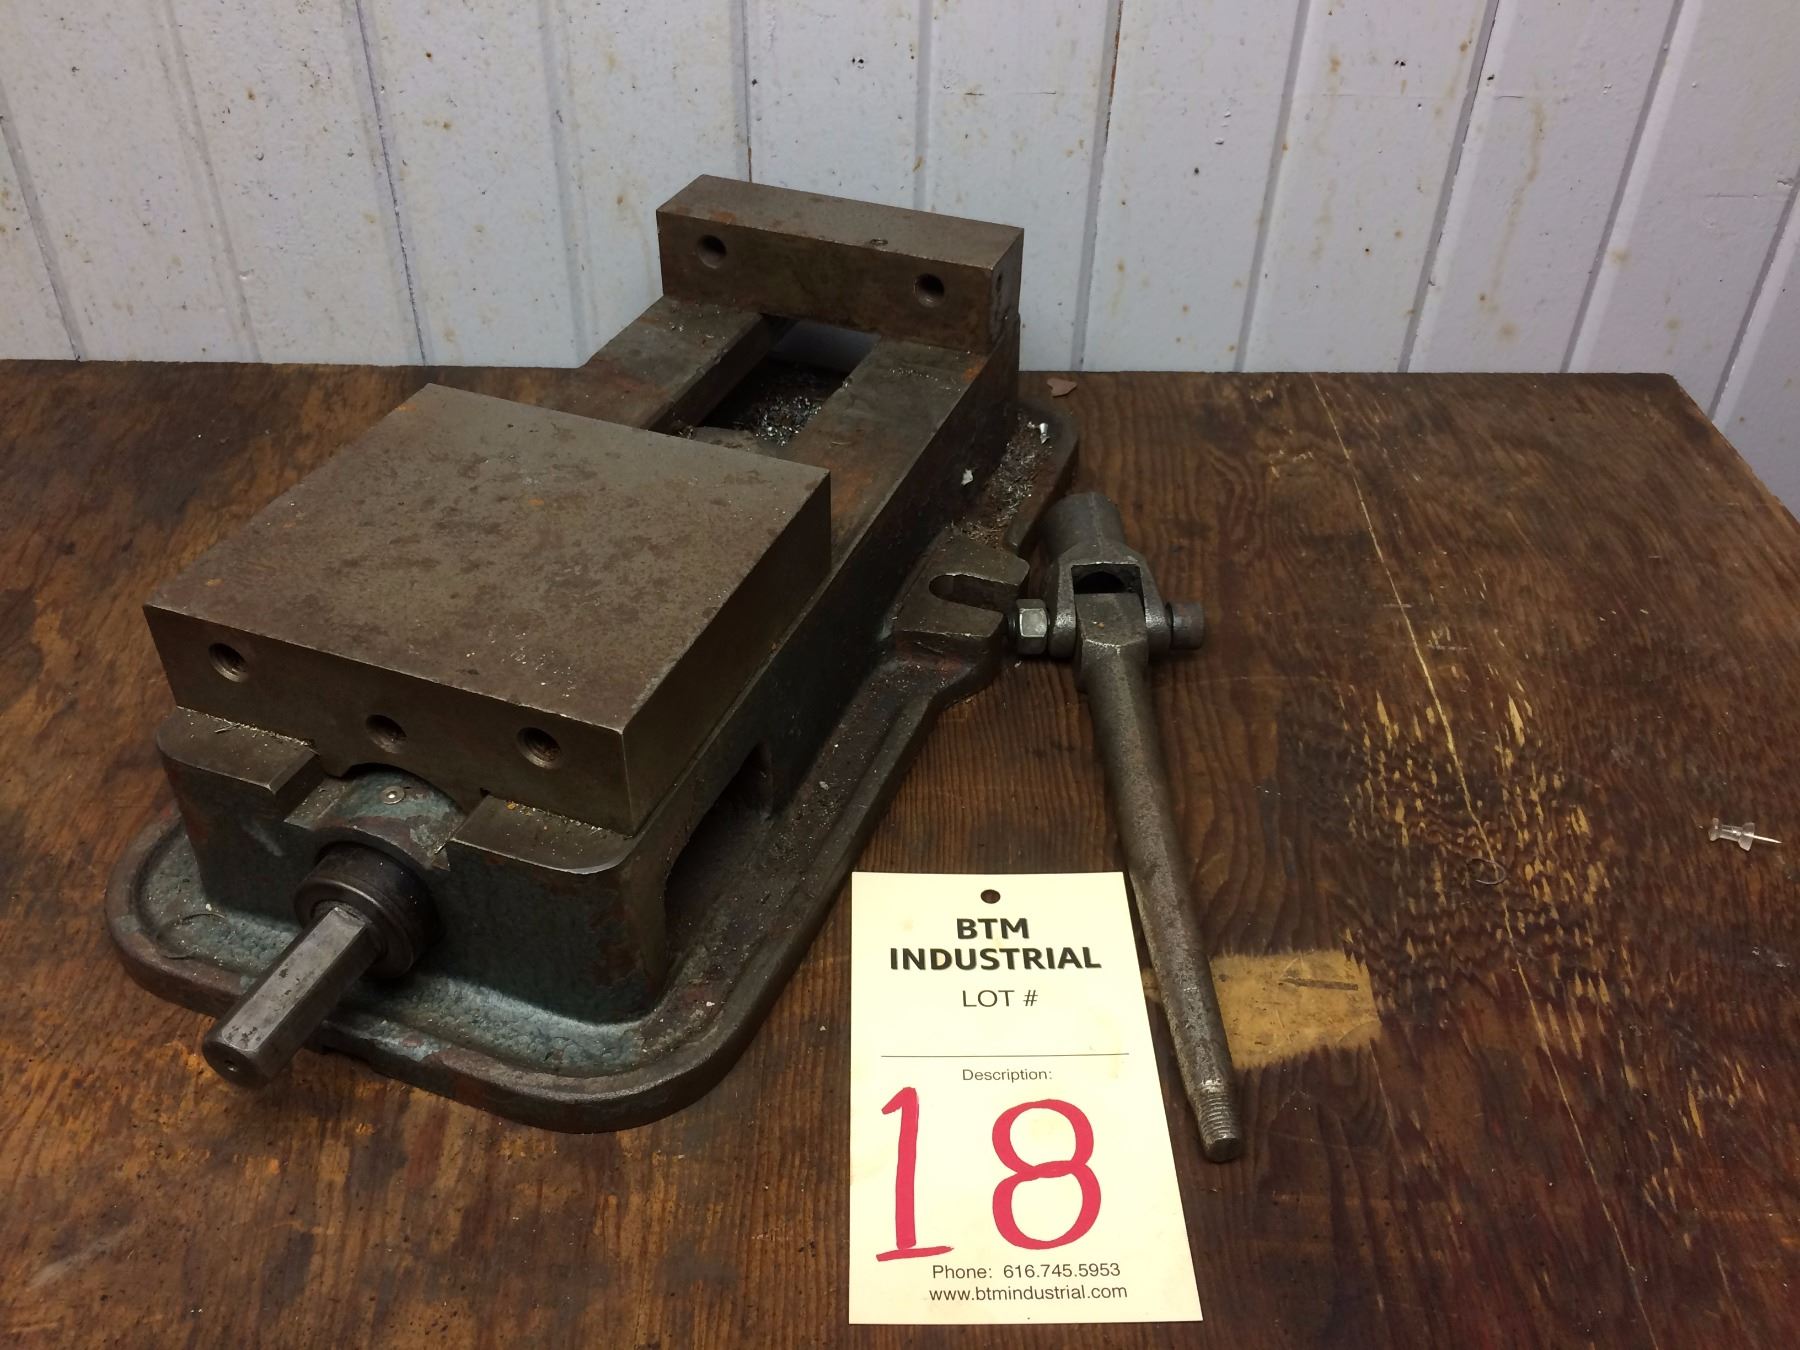 BTM
INDUSTRIAL
LOT #
Description:
18
Phone: 616.745.5953
www.btmindustrial.com